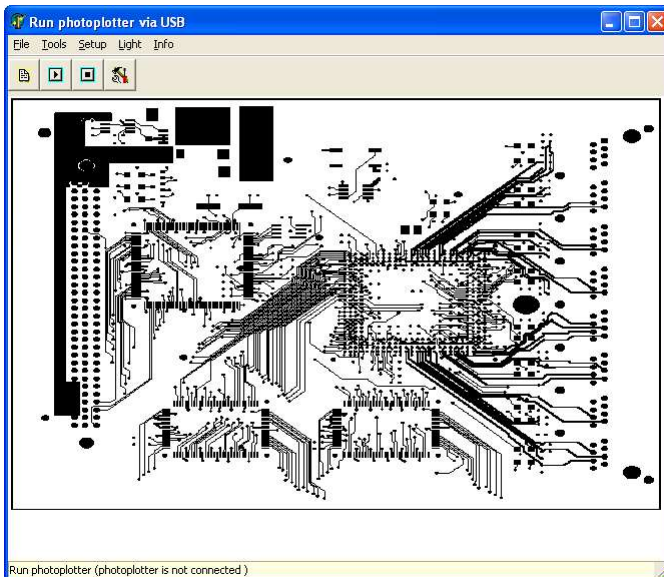 Run photoplotter via USB
File Tools Setup Light Info
Run photoplotter (photoplotter is not connected )